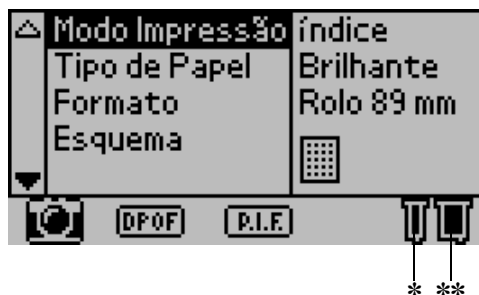 Modo Impressão índice
Tipo de Papel Brilhante
Formato Rolo 89 mm
Esquema
DPOF P.I.F.
* **